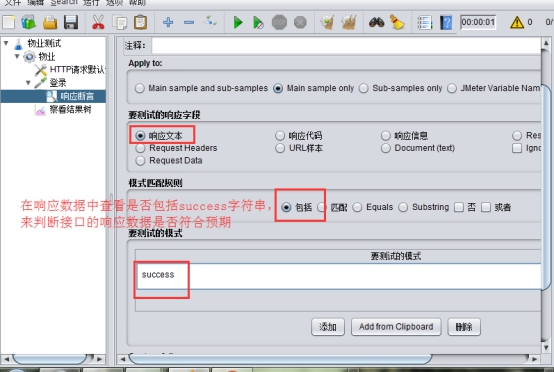 文件 编辑 Search 运行 选项 帮助
00:00:01
0
0/
物业测试
物业
HTTP请求默认
登录
响应断言
察看结果树
注释：
Apply to:
Main sample and sub-samples
Main sample only
Sub-samples only
JMeter Variable Nam
要测试的响应字段
响应文本
响应代码
响应信息
Res
Request Headers
URL样本
Document (text)
Igno
Request Data
模式匹配规则
包括
匹配
Equals
Substring
否
或者
在响应数据中查看是否包括success字符串，
来判断接口的响应数据是否符合预期
要测试的模式
要测试的模式
success
添加
Add from Clipboard
删除